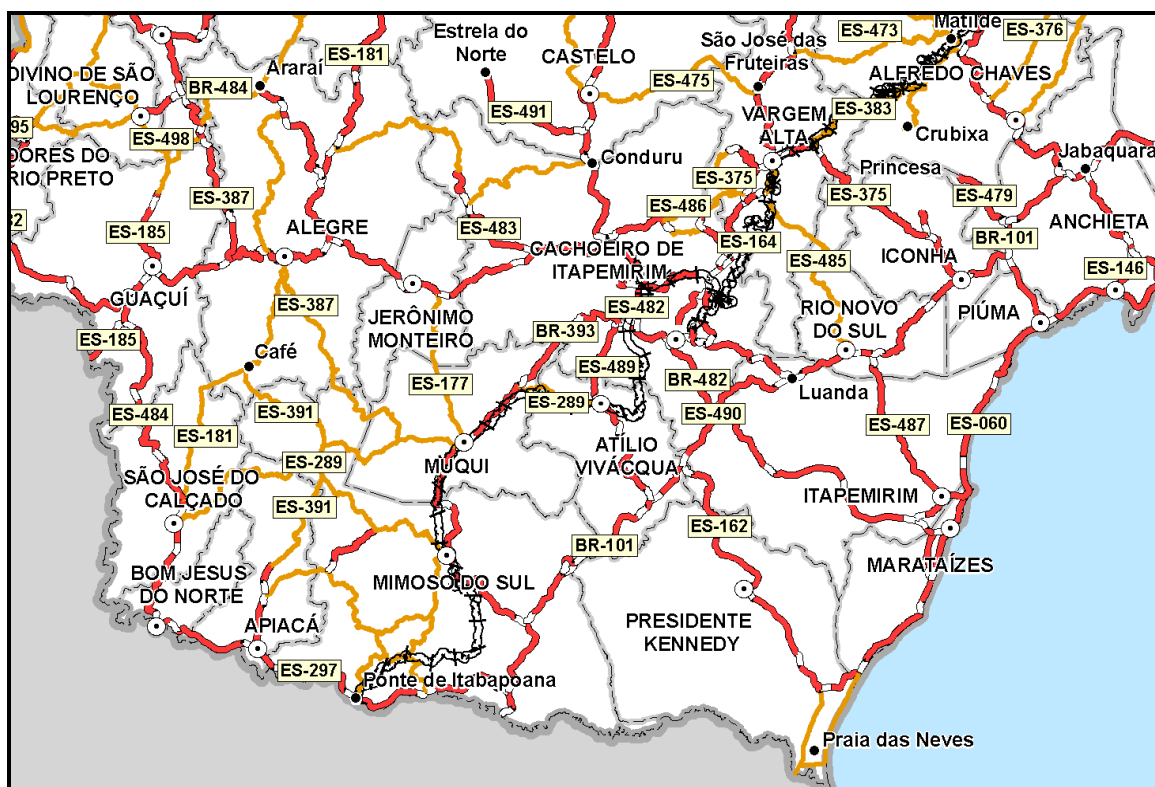 Matilde
ES-473
ES-376
Estrela do
Norte
ES-181
São José das
Fruteiras
CASTELO
DIVINO DE SÃO
LOURENÇO
BR-484
Araraí
ES-475
ALFREDO CHAVES
ES-491
ES-383
VARGEM
ALTA
Crubixa
95
ES-498
DORES DO
RIO PRETO
Conduru
Princesa
Jabaquara
ES-375
ES-375
ES-479
ES-387
ES-486
ANCHIETA
ES-185
ALEGRE
ES-483
ES-164
BR-101
CACHOEIRO DE
ITAPEMIRIM
ES-485
ICONHA
ES-146
GUAÇUÍ
ES-387
ES-482
RIO NOVO
DO SUL
PIÚMA
JERÔNIMO
MONTEIRO
BR-393
ES-185
Café
ES-489
BR-482
Luanda
ES-177
ES-484
ES-391
ES-289
ES-490
ES-181
ES-487
ES-060
ATÍLIO
VIVÁCQUA
MUQUI
ES-289
SÃO JOSÉ DO
CALÇADO
ITAPEMIRIM
ES-391
ES-162
BR-101
MARATAÍZES
BOM JESUS
DO NORTE
MIMOSO DO SUL
APIACÁ
PRESIDENTE
KENNEDY
ES-297
Ponte de Itabapoana
Praia das Neves